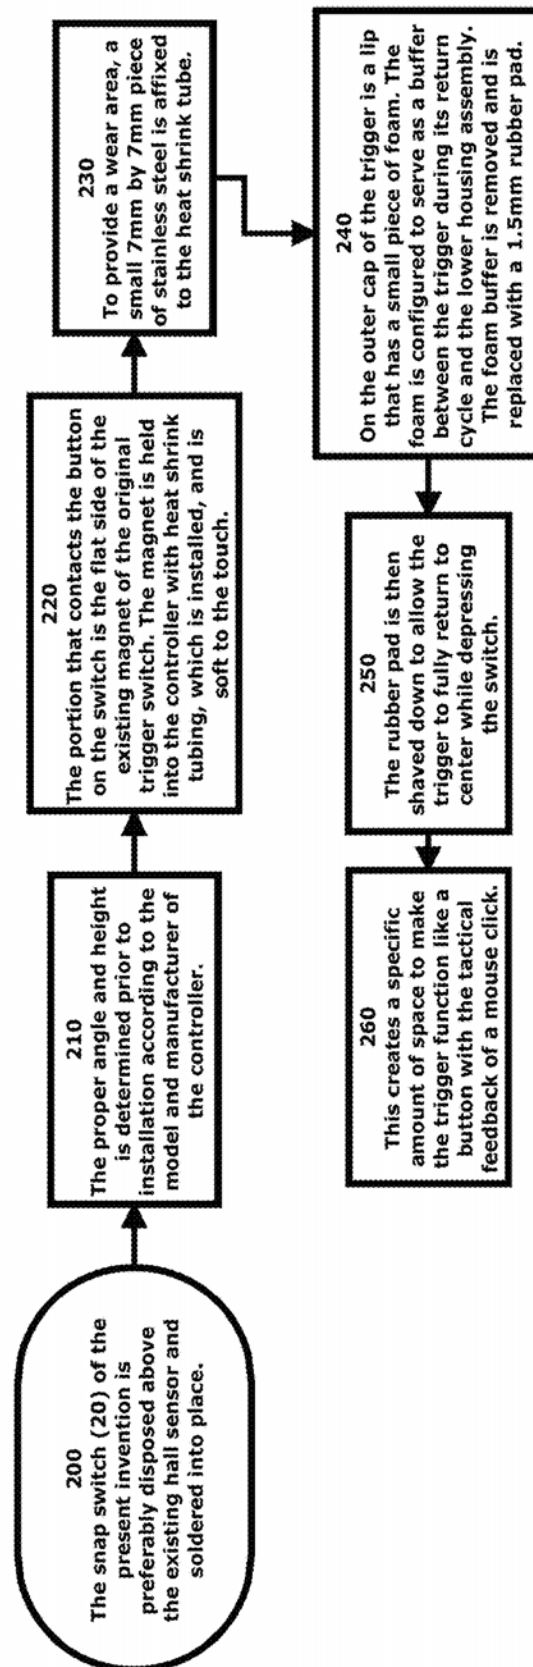 200
The snap switch (20) of the
present invention is
preferably disposed above
the existing hall sensor and
soldered into place.
210
The proper angle and height
is determined prior to
installation according to the
model and manufacturer of
the controller.
220
The portion that contacts the button
on the switch is the flat side of the
existing magnet of the original
trigger switch. The magnet is held
into the controller with heat shrink
tubing, which is installed, and is
soft to the touch.
230
To provide a wear area, a
small 7mm by 7mm piece
of stainless steel is affixed
to the heat shrink tube.
240
On the outer cap of the trigger is a lip
that has a small piece of foam. The
foam is configured to serve as a buffer
between the trigger during its return
cycle and the lower housing assembly.
The foam buffer is removed and is
replaced with a 1.5mm rubber pad.
250
The rubber pad is then
shaved down to allow the
trigger to fully return to
center while depressing
the switch.
260
This creates a specific
amount of space to make
the trigger function like a
button with the tactical
feedback of a mouse click.